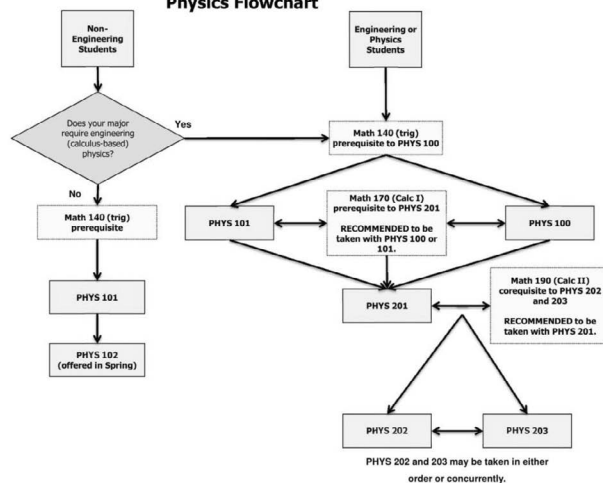 Physics Flowchart
Non-
Engineering
Students
Engineering or
Physics
Students
Does your major
require engineering
(calculus-based)
physics?
Yes
No
Math 140 (trig)
prerequisite to PHYS 100
Math 140 (trig)
prerequisite
PHYS 101
Math 170 (Calc I)
prerequisite to PHYS 201
RECOMMENDED to be
taken with PHYS 100 or
101.
PHYS 100
PHYS 101
PHYS 201
Math 190 (Calc II)
corequisite to PHYS 202
and 203
RECOMMENDED to be
taken with PHYS 201.
PHYS 102
(offered in Spring)
PHYS 202
PHYS 203
PHYS 202 and 203 may be taken in either
order or concurrently.